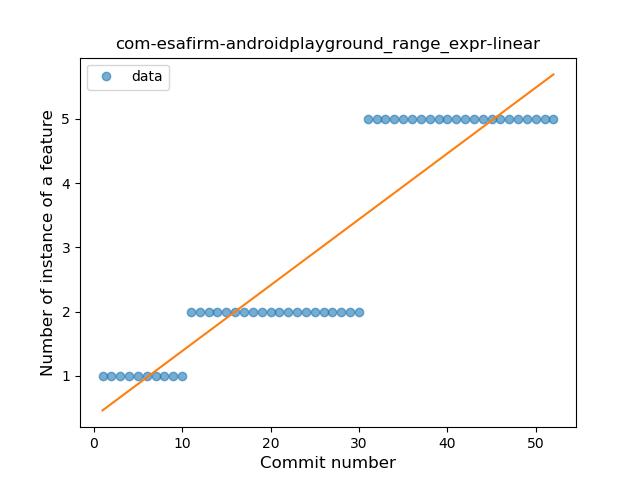 com-esafirm-androidplayground_range_expr-linear
data
Number of instance of a feature
5
4
3
2
1
0
10
20
30
40
50
Commit number